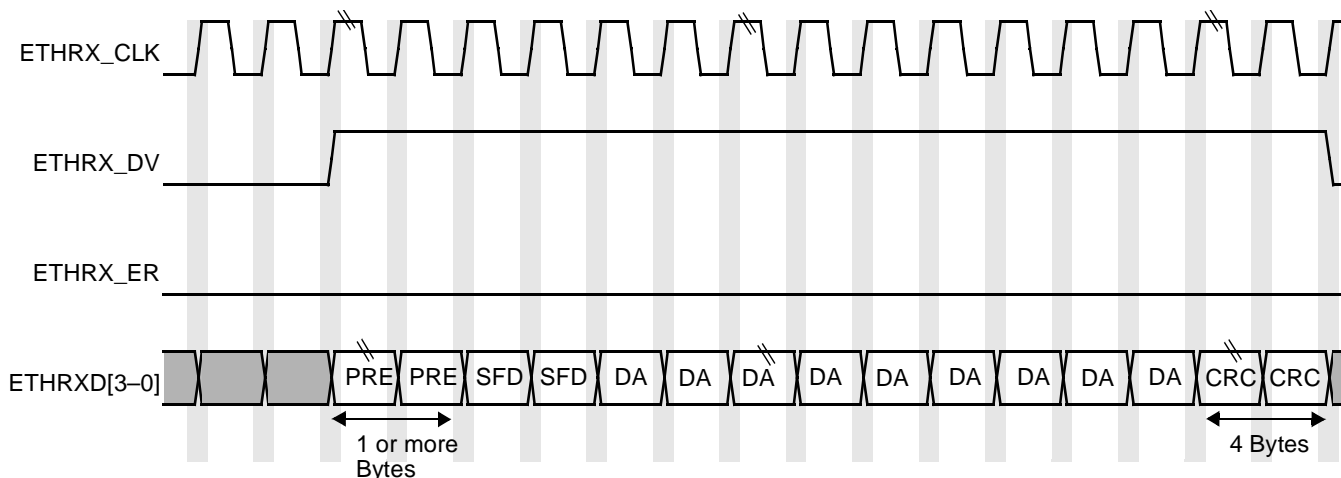 ETHRX_CLK
ETHRX_DV
ETHRX_ER
ETHRXD[3–0]
PRE PRE SFD SFD DA DA DA DA DA DA DA DA DA CRC CRC
1 or more
Bytes
4 Bytes